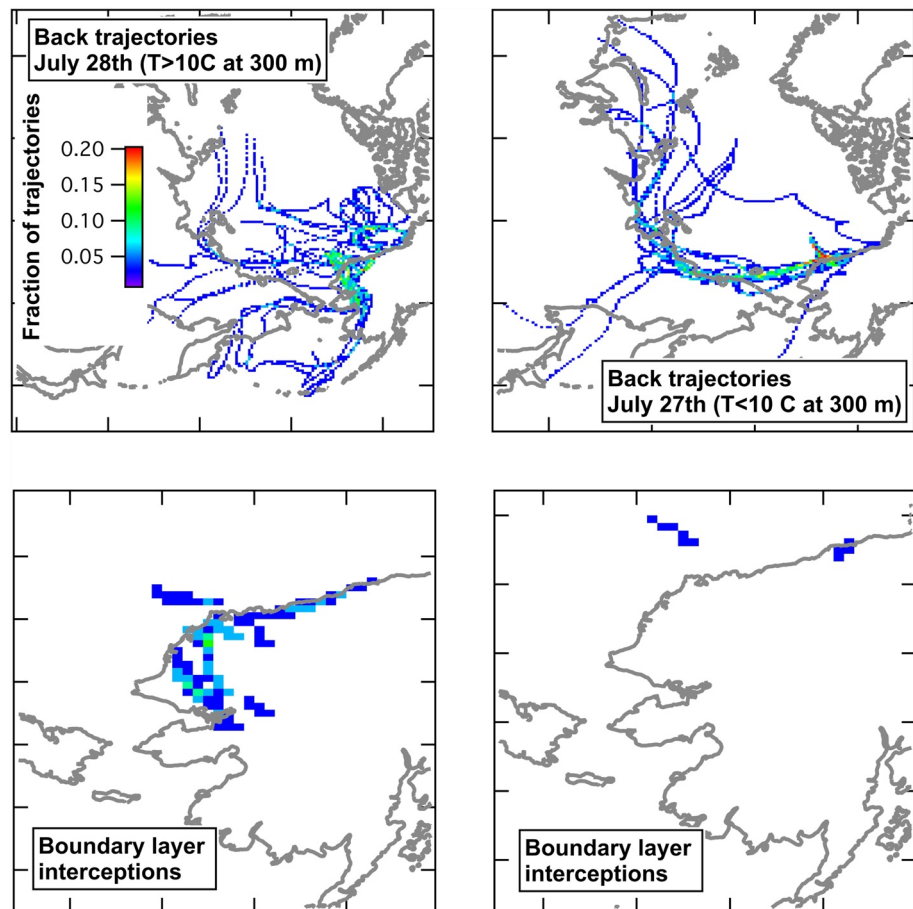 Back trajectories
July 28th (T>10C at 300 m)
Fraction of trajectories
0.20
0.15
0.10
0.05
Back trajectories
July 27th (T<10 C at 300 m)
Boundary layer
interceptions
Boundary layer
interceptions